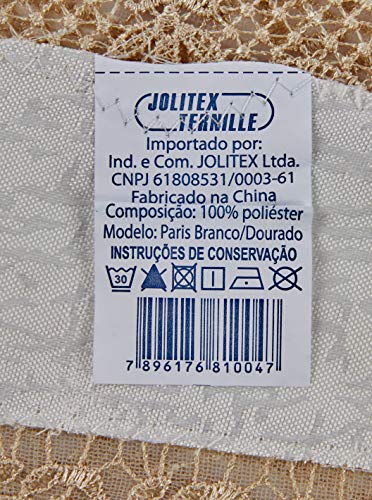 JOLITEX
TERNILLE
Importado por:
Ind. e Com. JOLITEX Ltda.
CNPJ 61808531/0003-61
Fabricado na China
Composição: 100% poliéster
Modelo: Paris Branco/Dourado
INSTRUÇÕES DE CONSERVAÇÃO
30
7 896176 810047